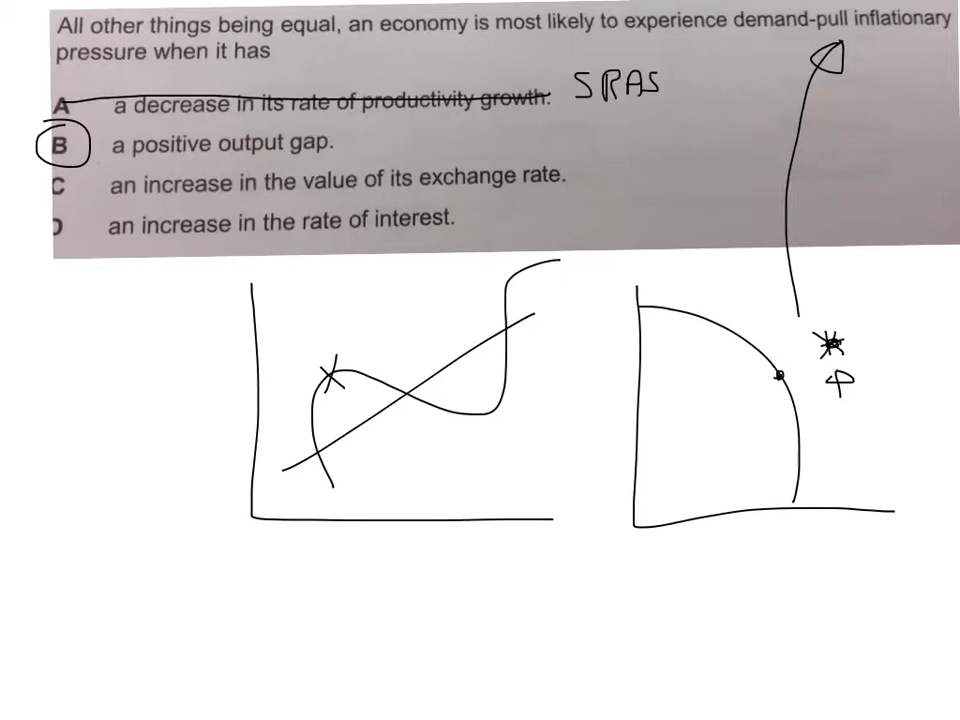 All other things being equal, an economy is most likely to experience demand-pull inflationary
pressure when it has
A a decrease in its rate of productivity growth. SRAS
B a positive output gap.
C an increase in the value of its exchange rate.
D an increase in the rate of interest.